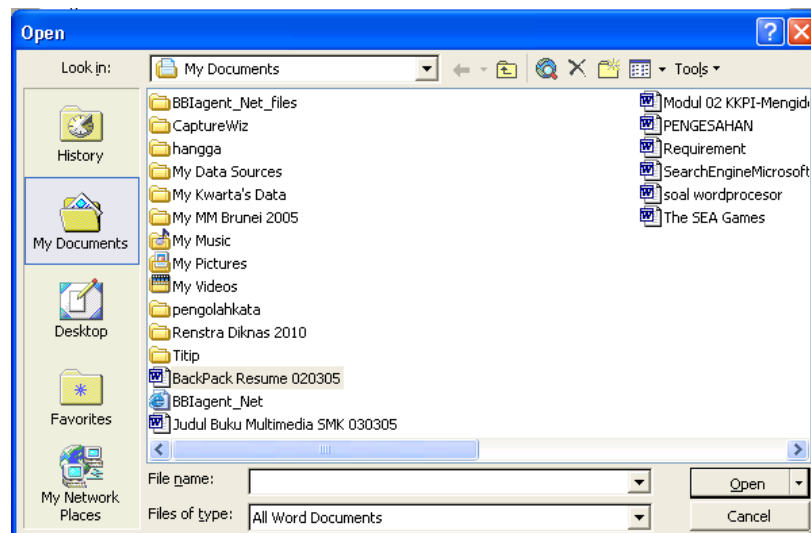 Open
Look in:
My Documents
Tools
History
My Documents
Desktop
Favorites
My Network
Places
BBIagent_Net_files
CaptureWiz
hangga
My Data Sources
My Kwarta's Data
My MM Brunei 2005
My Music
My Pictures
My Videos
pengolahkata
Renstra Diknas 2010
Titip
BackPack Resume 020305
BBIagent_Net
Judul Buku Multimedia SMK 030305
Modul 02 KKPI-Mengid
PENGESAHAN
Requirement
SearchEngineMicrosoft
soal wordprocesor
The SEA Games
File name:
Open
Files of type:
All Word Documents
Cancel